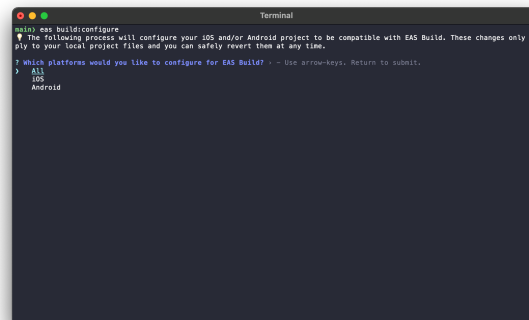 Terminal
main) eas build:configure
💡 The following process will configure your iOS and/or Android project to be compatible with EAS Build. These changes only
ply to your local project files and you can safely revert them at any time.
? Which platforms would you like to configure for EAS Build? › - Use arrow-keys. Return to submit.
❯ All
iOS
Android